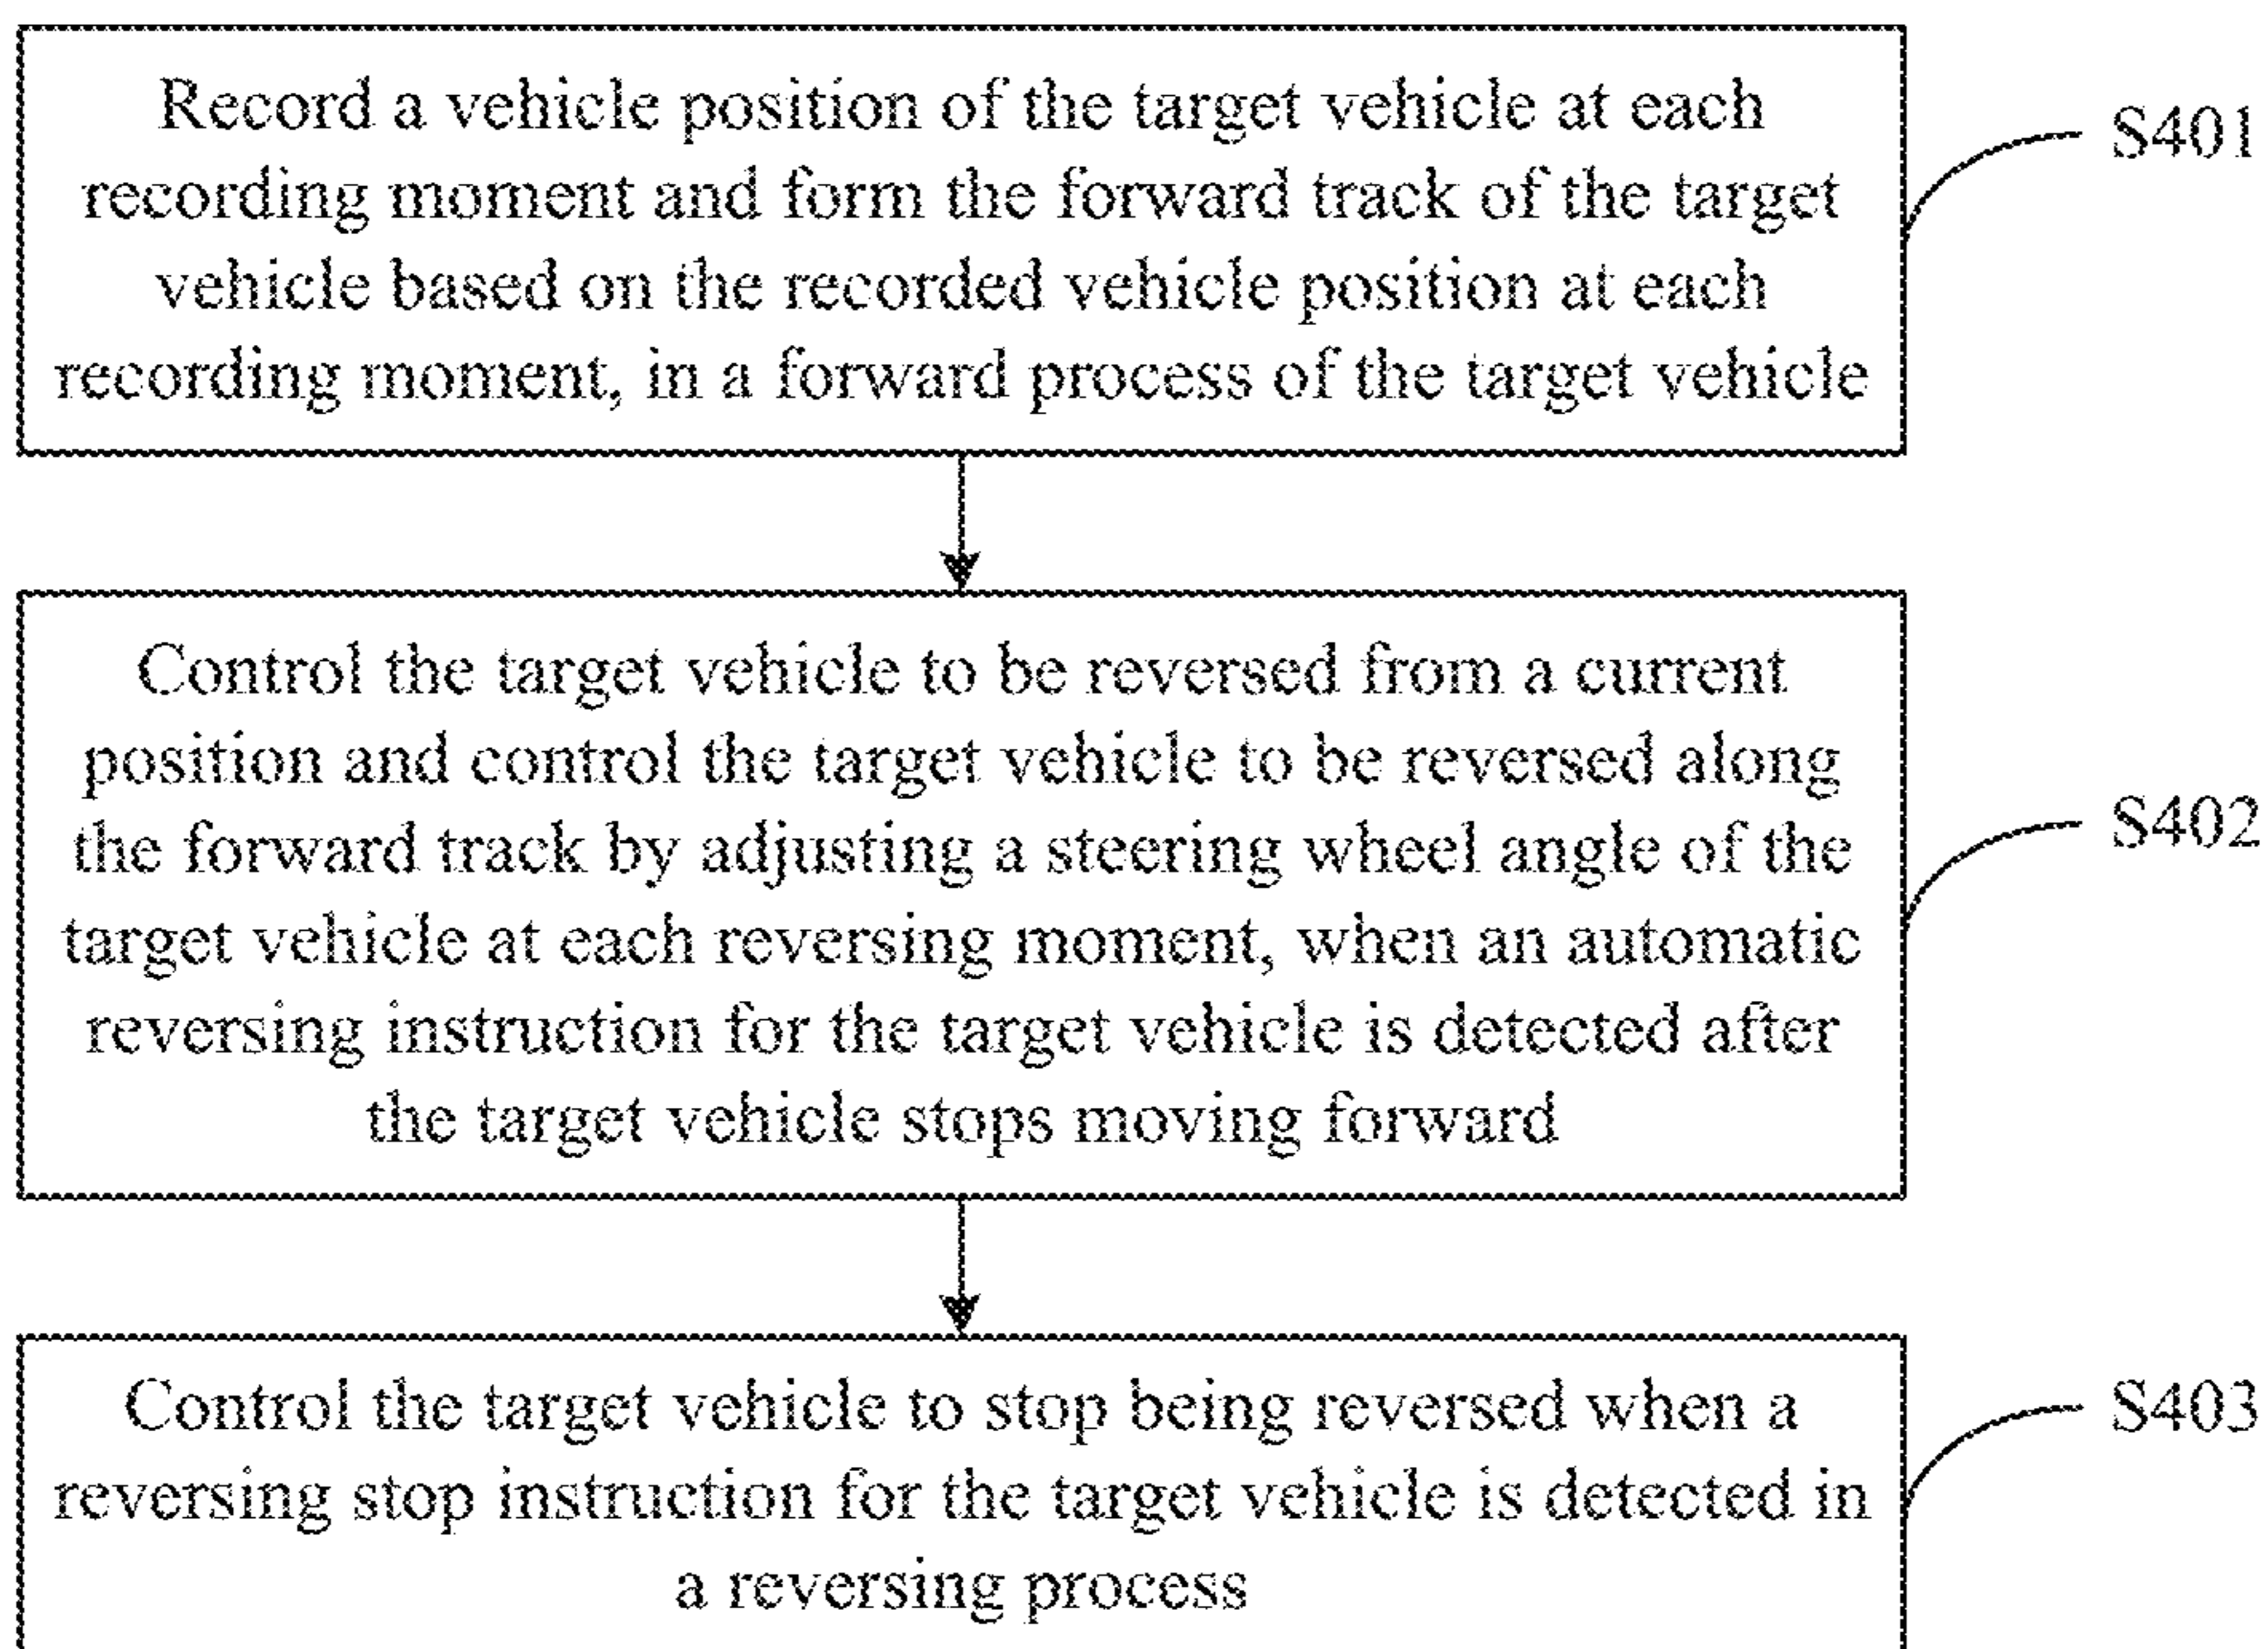 Record a vehicle position of the target vehicle at each
recording moment and form the forward track of the target
vehicle based on the recorded vehicle position at each
recording moment, in a forward process of the target vehicle
S401
Control the target vehicle to be reversed from a current
position and control the target vehicle to be reversed along
the forward track by adjusting a steering wheel angle of the
target vehicle at each reversing moment, when an automatic
reversing instruction for the target vehicle is detected after
the target vehicle stops moving forward
S402
Control the target vehicle to stop being reversed when a
reversing stop instruction for the target vehicle is detected in
a reversing process
S403